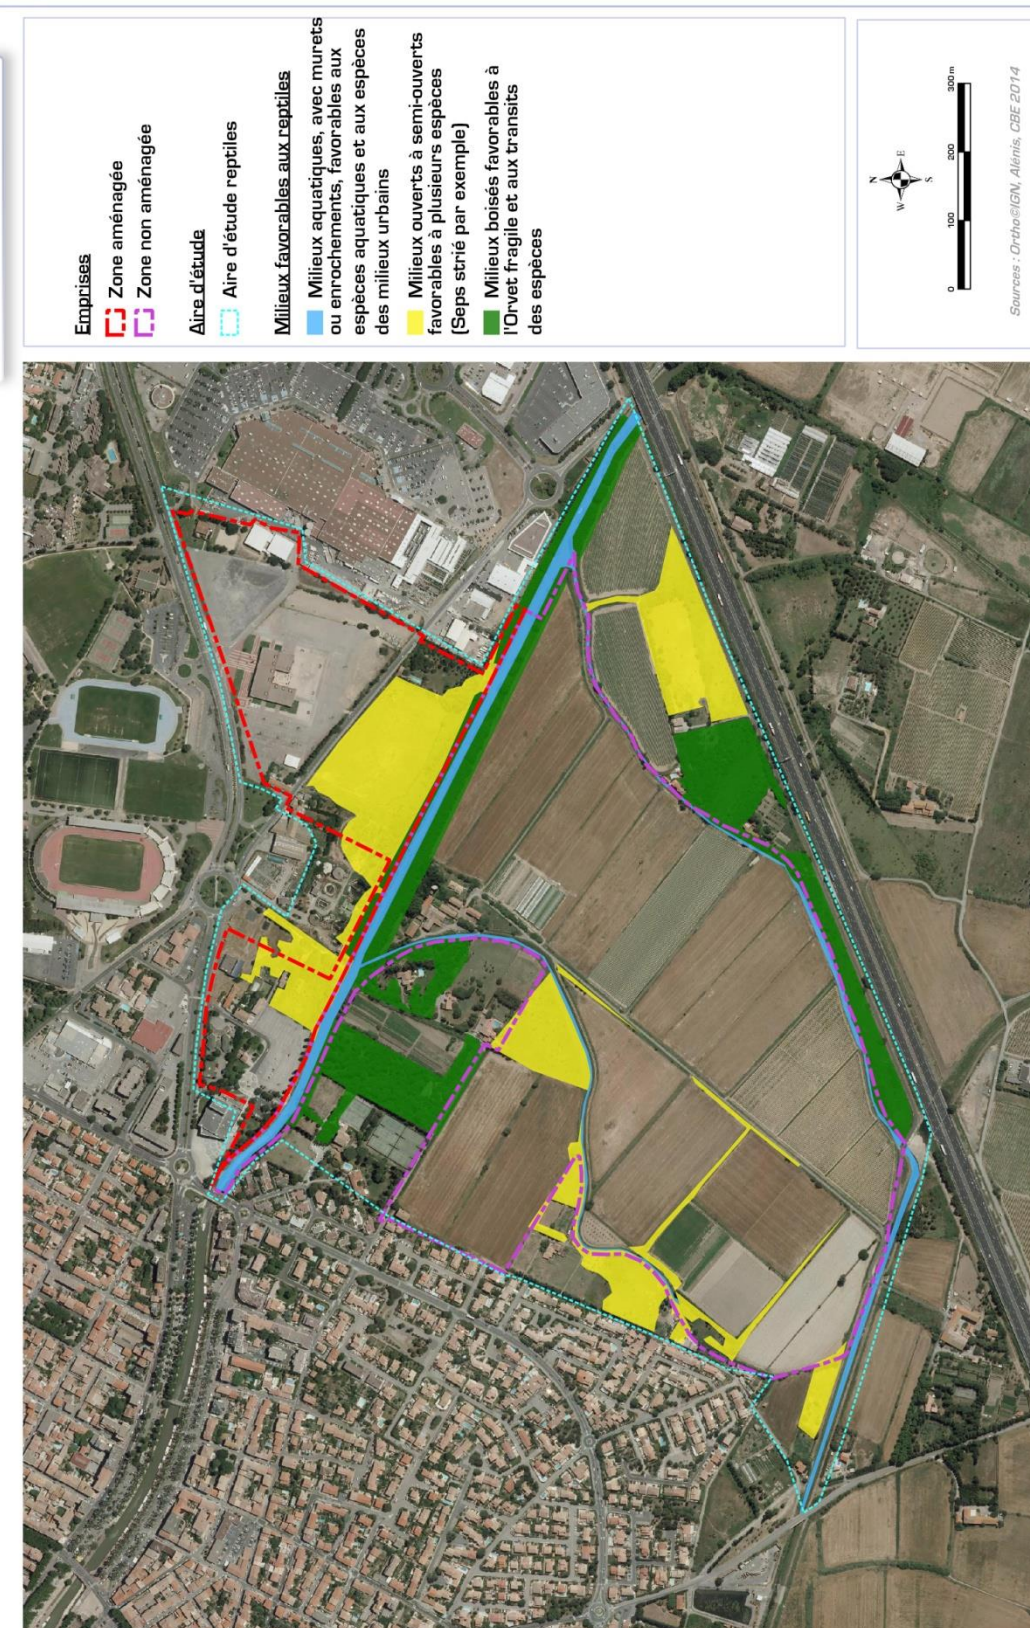 Emprises
Zone aménagée
Zone non aménagée
Aire d'étude
Aire d'étude reptiles
Milieux favorables aux reptiles
Milieux aquatiques, avec murets
ou enrochements, favorables aux
espèces aquatiques et aux espèces
des milieux urbains
Milieux ouverts à semi-ouverts
favorables à plusieurs espèces
(Seps strié par exemple)
Milieux boisés favorables à
l'Orvet fragile et aux transits
des espèces
N
W
E
S
0
100
200
300 m
Sources : Ortho®IGN, Alénis, CBE 2014